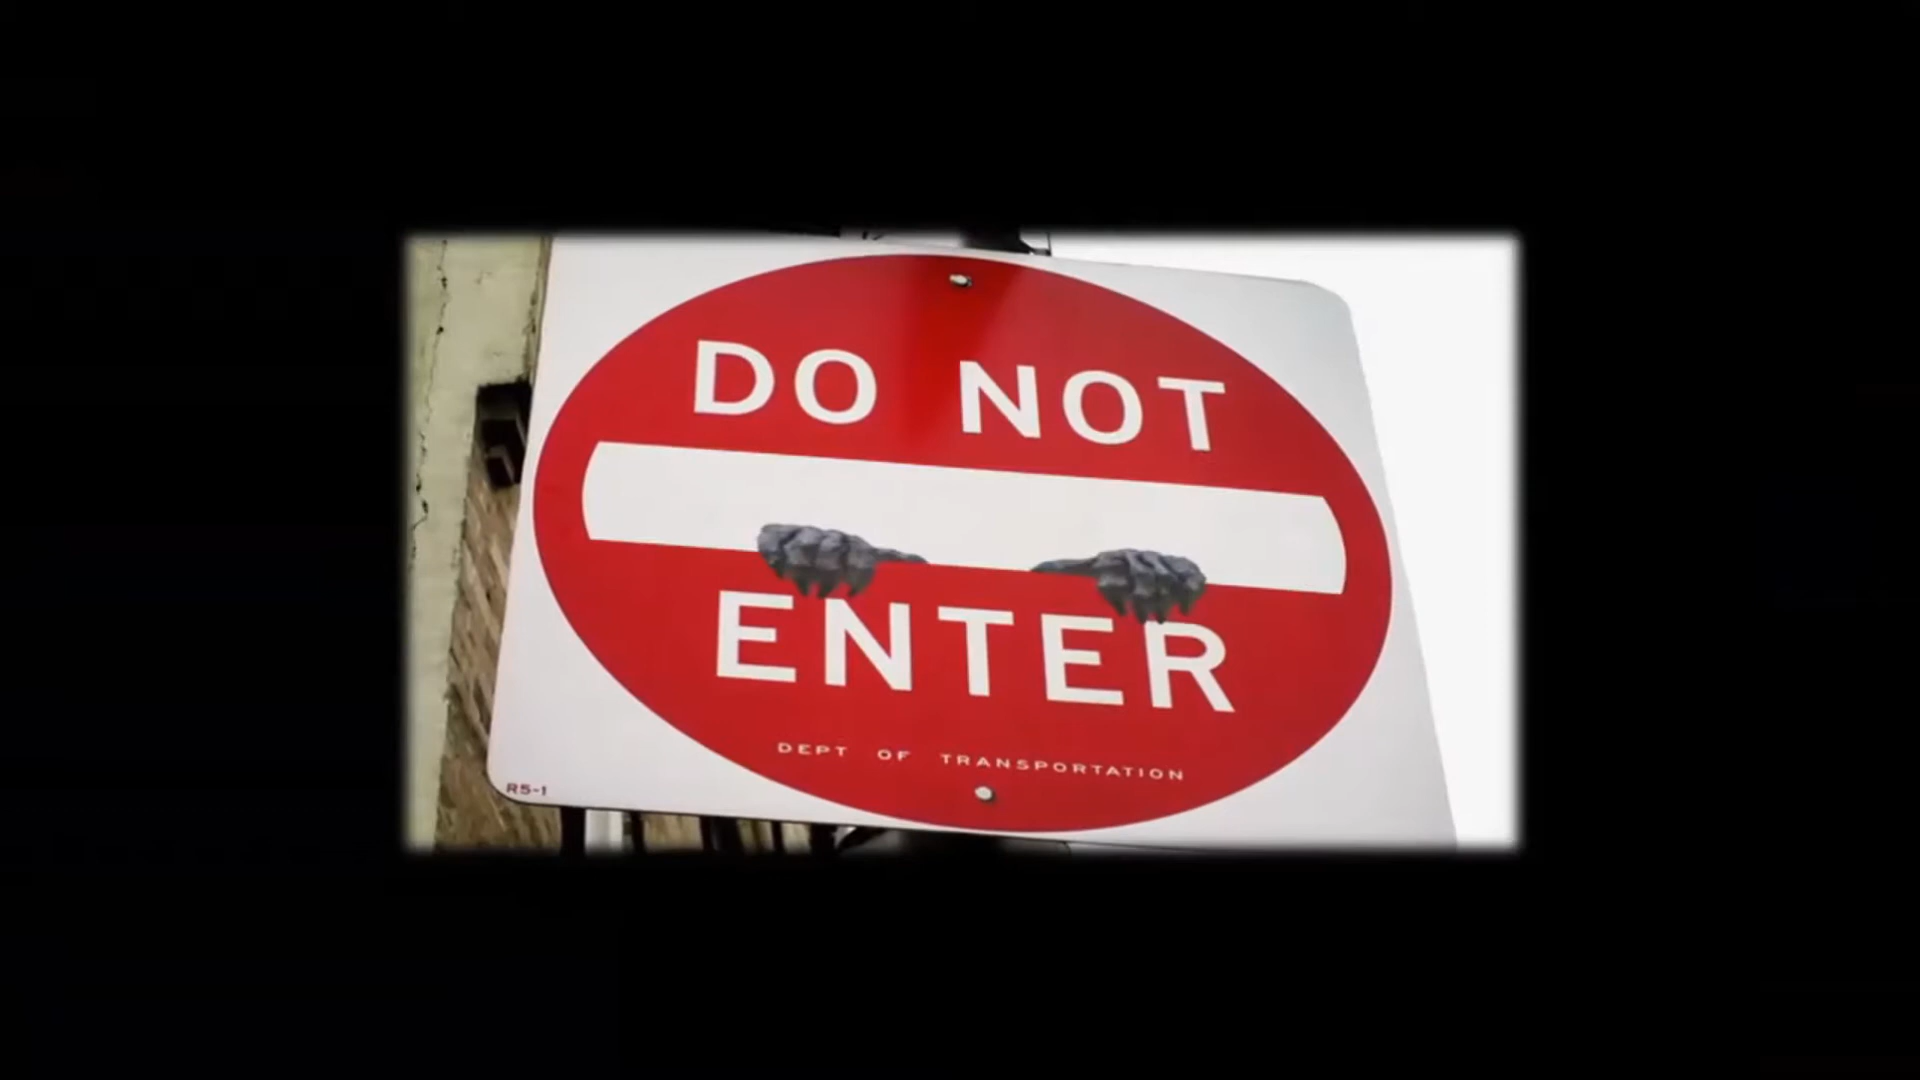 DO NOT
ENTER
DEPT OF TRANSPORTATION
R5-1